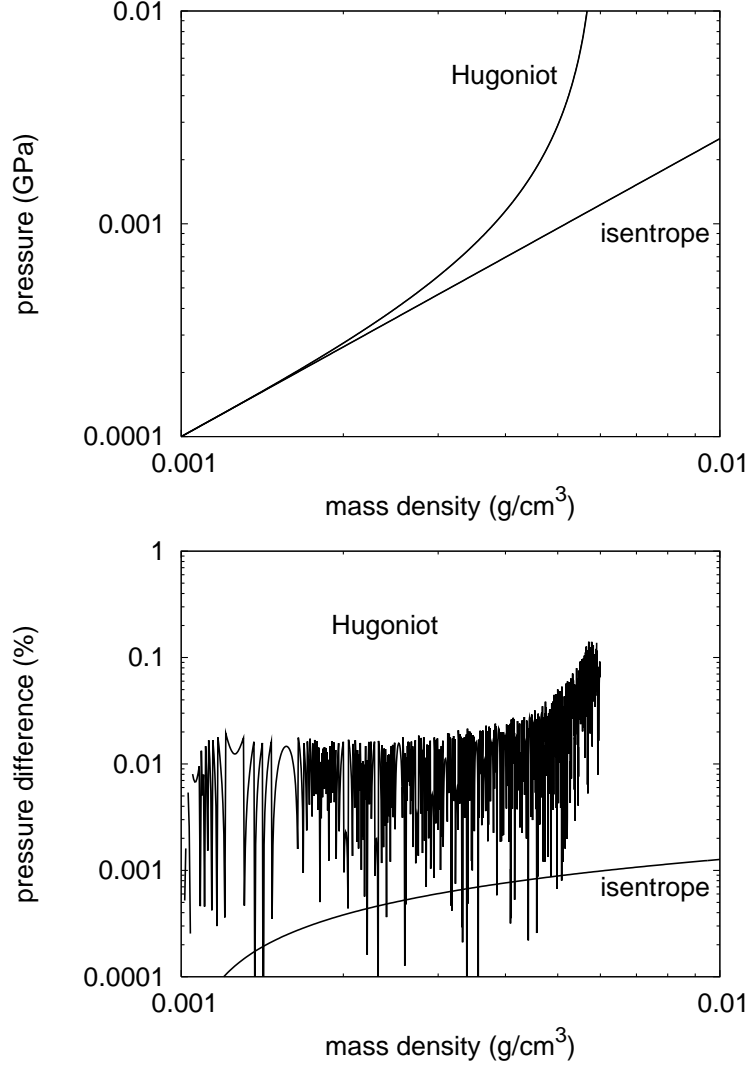 0.01
Hugoniot
pressure (GPa)
0.001
isentrope
0.0001
0.001
0.01
mass density (g/cm³)
1
Hugoniot
0.1
pressure difference (%)
0.01
0.001
isentrope
0.0001
0.001
0.01
mass density (g/cm³)